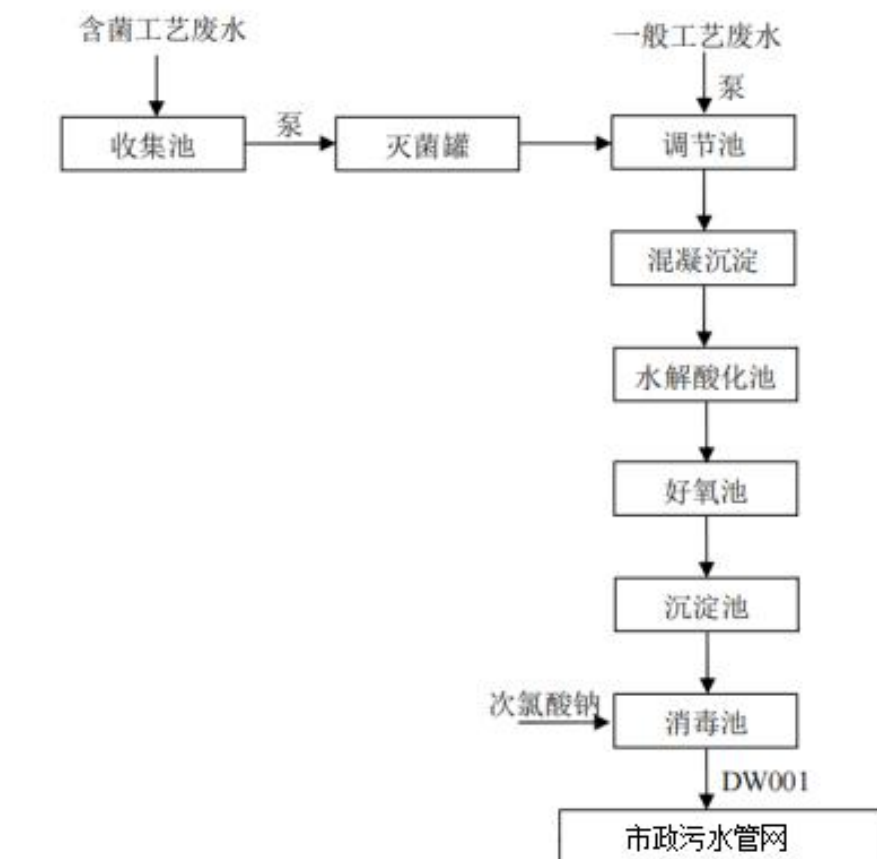 含菌工艺废水
一般工艺废水
泵
收集池
泵
灭菌罐
调节池
混凝沉淀
水解酸化池
好氧池
沉淀池
次氯酸钠
消毒池
DW001
市政污水管网